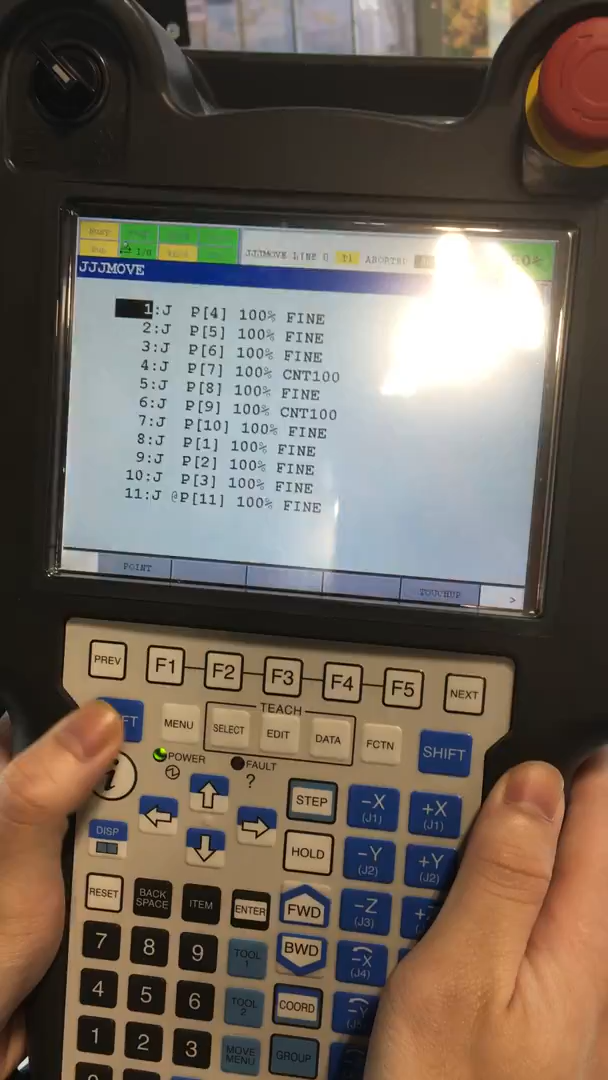 JJJMOVE LINE 0 T1 ABORTED
JJJMOVE
1:J P[4] 100% FINE
2:J P[5] 100% FINE
3:J P[6] 100% FINE
4:J P[7] 100% CNT100
5:J P[8] 100% FINE
6:J P[9] 100% CNT100
7:J P[10] 100% FINE
8:J P[1] 100% FINE
9:J P[2] 100% FINE
10:J P[3] 100% FINE
11:J @P[11] 100% FINE
POINT TOUCHUP >
PREV F1 F2 F3 F4 F5 NEXT
TEACH
MENU SELECT EDIT DATA FCTN SHIFT
POWER FAULT
i ?
STEP -X (J1) +X (J1)
DISP HOLD -Y (J2) +Y (J2)
RESET BACK SPACE ITEM ENTER FWD -Z (J3)
7 8 9 TOOL 1 BWD -X (J4)
4 5 6 TOOL 2 COORD -Y
1 2 3 MOVE MENU GROUP